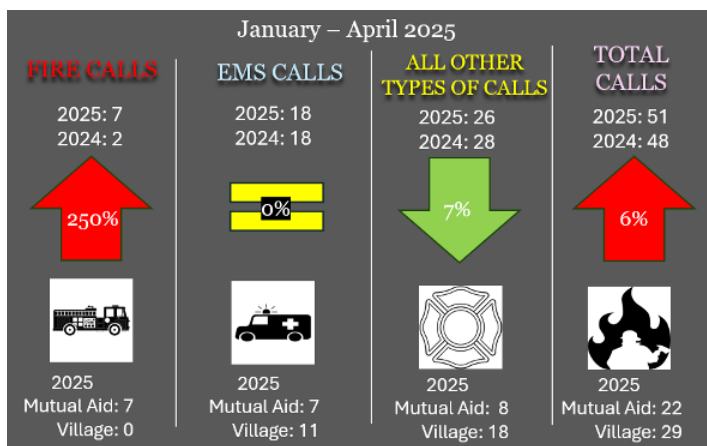 January – April 2025
FIRE CALLS
2025: 7
2024: 2
250%
2025
Mutual Aid: 7
Village: 0
EMS CALLS
2025: 18
2024: 18
0%
2025
Mutual Aid: 7
Village: 11
ALL OTHER
TYPES OF CALLS
2025: 26
2024: 28
7%
2025
Mutual Aid: 8
Village: 18
TOTAL
CALLS
2025: 51
2024: 48
6%
2025
Mutual Aid: 22
Village: 29